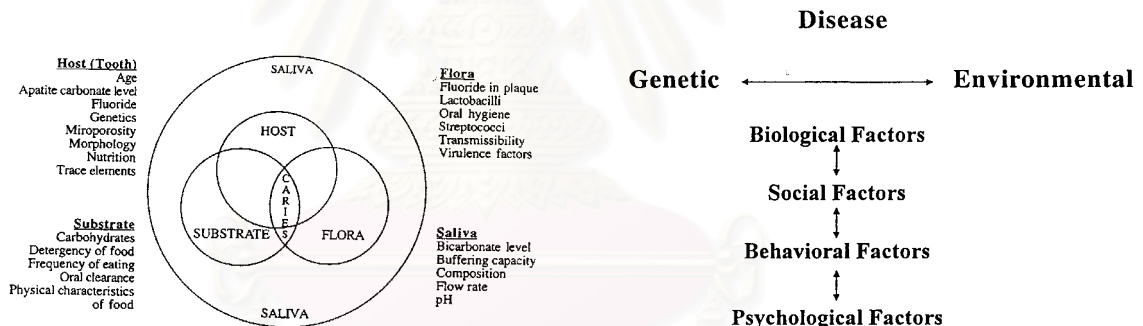 Host (Tooth)
Age
Apatite carbonate level
Fluoride
Genetics
Miroporosity
Morphology
Nutrition
Trace elements
Substrate
Carbohydrates
Detergency of food
Frequency of eating
Oral clearance
Physical characteristics
of food
SALIVA
HOST
CARIES
SUBSTRATE
FLORA
SALIVA
Flora
Fluoride in plaque
Lactobacilli
Oral hygiene
Streptococci
Transmissibility
Virulence factors
Saliva
Bicarbonate level
Buffering capacity
Composition
Flow rate
pH
Disease
Genetic Environmental
Biological Factors
Social Factors
Behavioral Factors
Psychological Factors